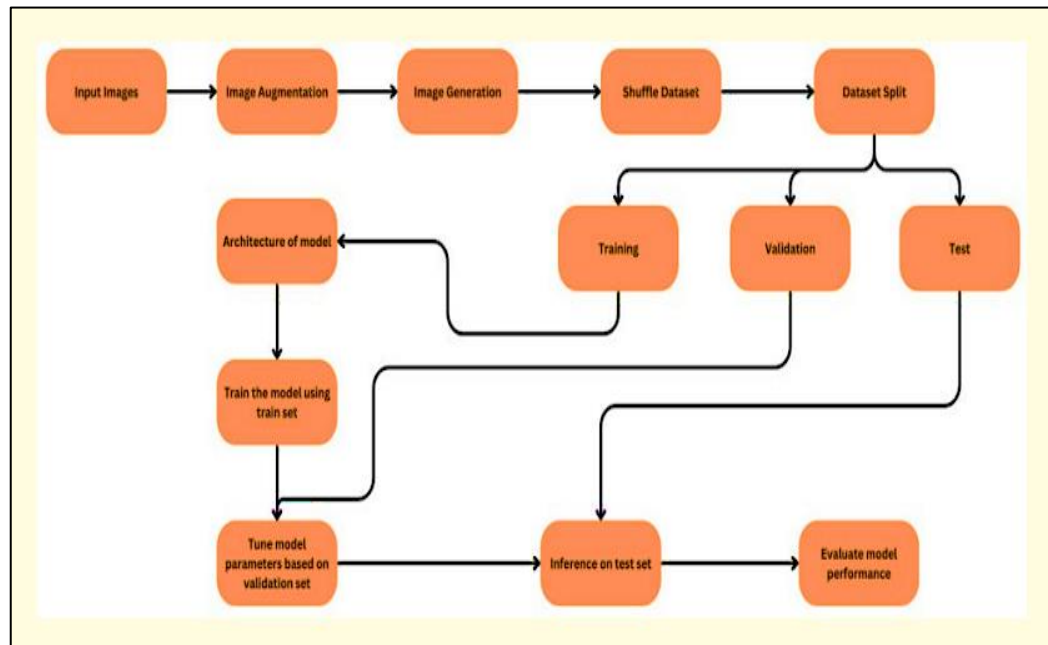 Input Images
Image Augmentation
Image Generation
Shuffle Dataset
Dataset Split
Architecture of model
Training
Validation
Test
Train the model using
train set
Tune model
parameters based on
validation set
Inference on test set
Evaluate model
performance